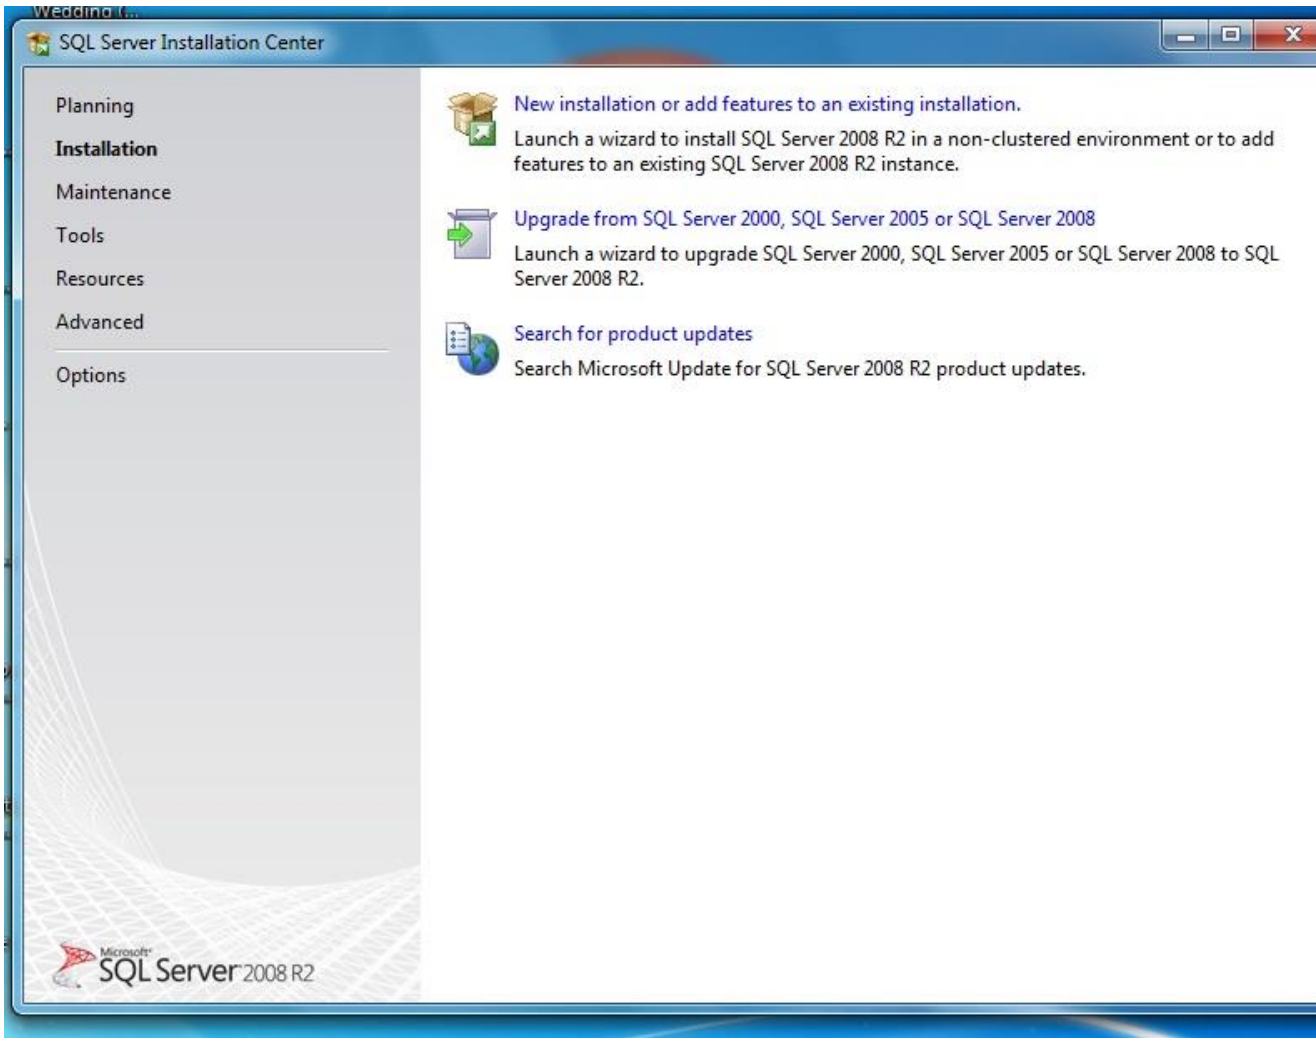 Wedding (...
SQL Server Installation Center
Planning
Installation
Maintenance
Tools
Resources
Advanced
Options
New installation or add features to an existing installation.
Launch a wizard to install SQL Server 2008 R2 in a non-clustered environment or to add
features to an existing SQL Server 2008 R2 instance.
Upgrade from SQL Server 2000, SQL Server 2005 or SQL Server 2008
Launch a wizard to upgrade SQL Server 2000, SQL Server 2005 or SQL Server 2008 to SQL
Server 2008 R2.
Search for product updates
Search Microsoft Update for SQL Server 2008 R2 product updates.
Microsoft®
SQL Server® 2008 R2